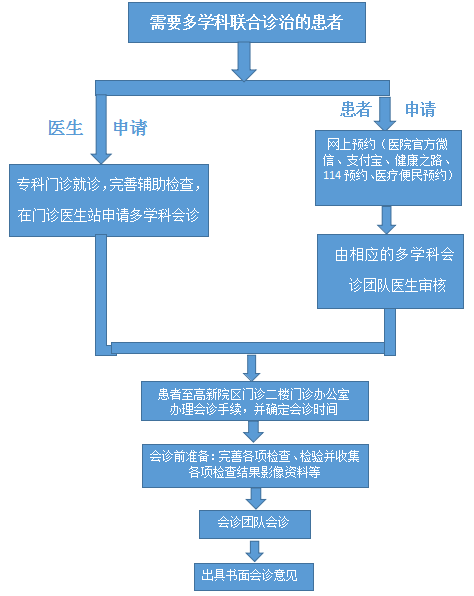 需要多学科联合诊治的患者
医生 申请
患者 申请
专科门诊就诊，完善辅助检查，
在门诊医生站申请多学科会诊
网上预约（医院官方微
信、支付宝、健康之路、
114预约、医疗便民预约）
由相应的多学科会
诊团队医生审核
患者至高新院区门诊二楼门诊办公室
办理会诊手续，并确定会诊时间
会诊前准备：完善各项检查、检验并收集
各项检查结果影像资料等
会诊团队会诊
出具书面会诊意见